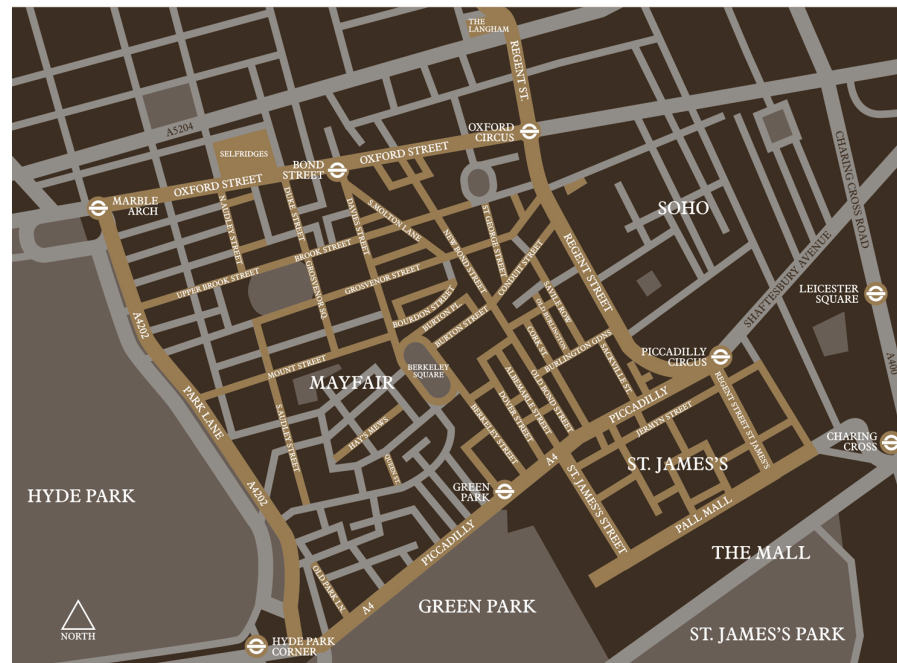 THE
LANGHAM
REGENT ST.
A5204
OXFORD
CIRCUS
SELFRIDGES
BOND
STREET
OXFORD STREET
OXFORD STREET
MARBLE
ARCH
N.AUDLEY STREET
DUKE STREET
DAVIES STREET
S.MOLTON LANE
ST GEORGE STREET
NEW BOND STREET
CONDUIT STREET
REGENT STREET
SOHO
CHARING CROSS ROAD
SHAFTESBURY AVENUE
LEICESTER
SQUARE
A400
UPPER BROOK STREET
BROOK STREET
GROSVENOR STREET
GROSVENOR SQ.
BOURDON STREET
BURTON PL.
BURTON STREET
SAVILE ROW
OLD BURLINGTON
CORK ST.
BURLINGTON GDNS
SACKVILLE ST.
PICCADILLY
CIRCUS
A4202
PARK LANE
MOUNT STREET
MAYFAIR
BERKELEY
SQUARE
ALBEMARLE STREET
OLD BOND STREET
DOVER STREET
BERKELEY STREET
PICCADILLY
JERMYN STREET
REGENT STREET ST JAMES'S
CHARING
CROSS
S.AUDLEY STREET
HAY'S MEWS
QUEEN ST.
A4
GREEN
PARK
ST. JAMES'S
ST. JAMES'S STREET
PALL MALL
HYDE PARK
A4202
PICCADILLY
THE MALL
OLD PARK LN.
A4
GREEN PARK
ST. JAMES'S PARK
NORTH
HYDE PARK
CORNER